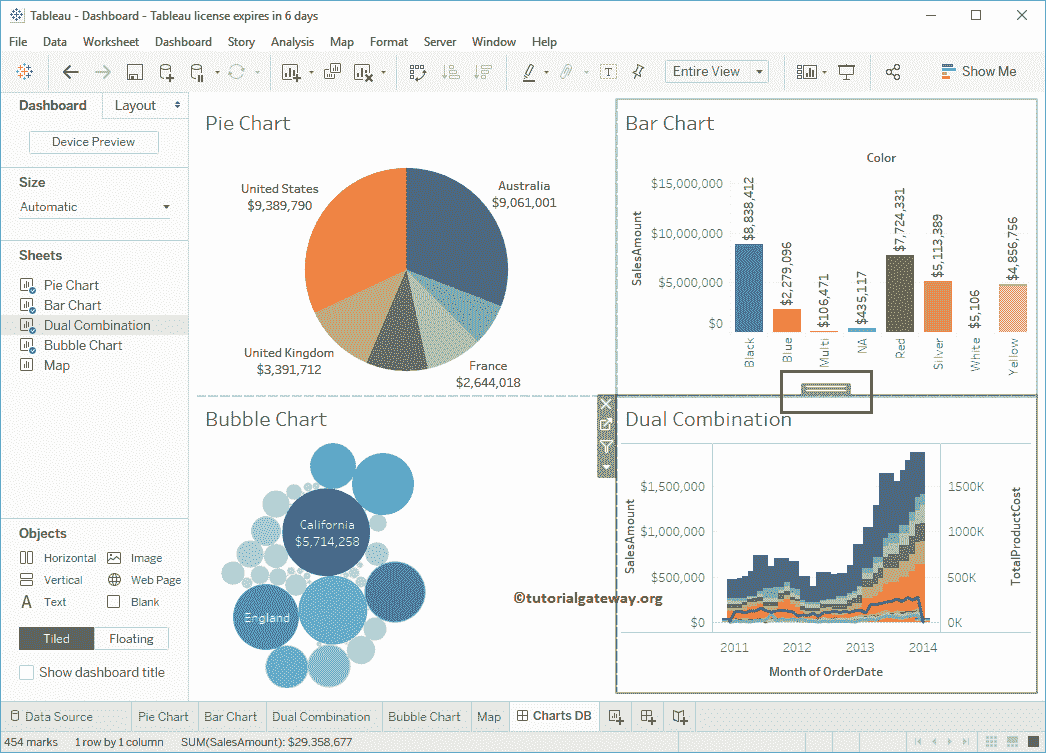 Tableau - Dashboard - Tableau license expires in 6 days
File Data Worksheet Dashboard Story Analysis Map Format Server Window Help
Entire View
Show Me
Dashboard Layout
Device Preview
Size
Automatic
Sheets
Pie Chart
Bar Chart
Dual Combination
Bubble Chart
Map
Objects
Horizontal Image
Vertical Web Page
A Text Blank
Tiled Floating
Show dashboard title
Pie Chart
United States
$9,389,790
Australia
$9,061,001
United Kingdom
$3,391,712
France
$2,644,018
Bar Chart
Color
SalesAmount
$15,000,000
$10,000,000
$5,000,000
$0
$8,838,412
$2,279,096
$106,471
$435,117
$7,724,331
$5,113,389
$5,106
$4,856,756
Black
Blue
Multi
NA
Red
Silver
White
Yellow
Bubble Chart
California
$5,714,258
England
©tutorialgateway.org
Dual Combination
SalesAmount
$1,500,000
$1,000,000
$500,000
$0
1500K
1000K
500K
0K
TotalProductCost
2011 2012 2013 2014
Month of OrderDate
Data Source Pie Chart Bar Chart Dual Combination Bubble Chart Map Charts DB
454 marks 1 row by 1 column SUM(SalesAmount): $29,358,677